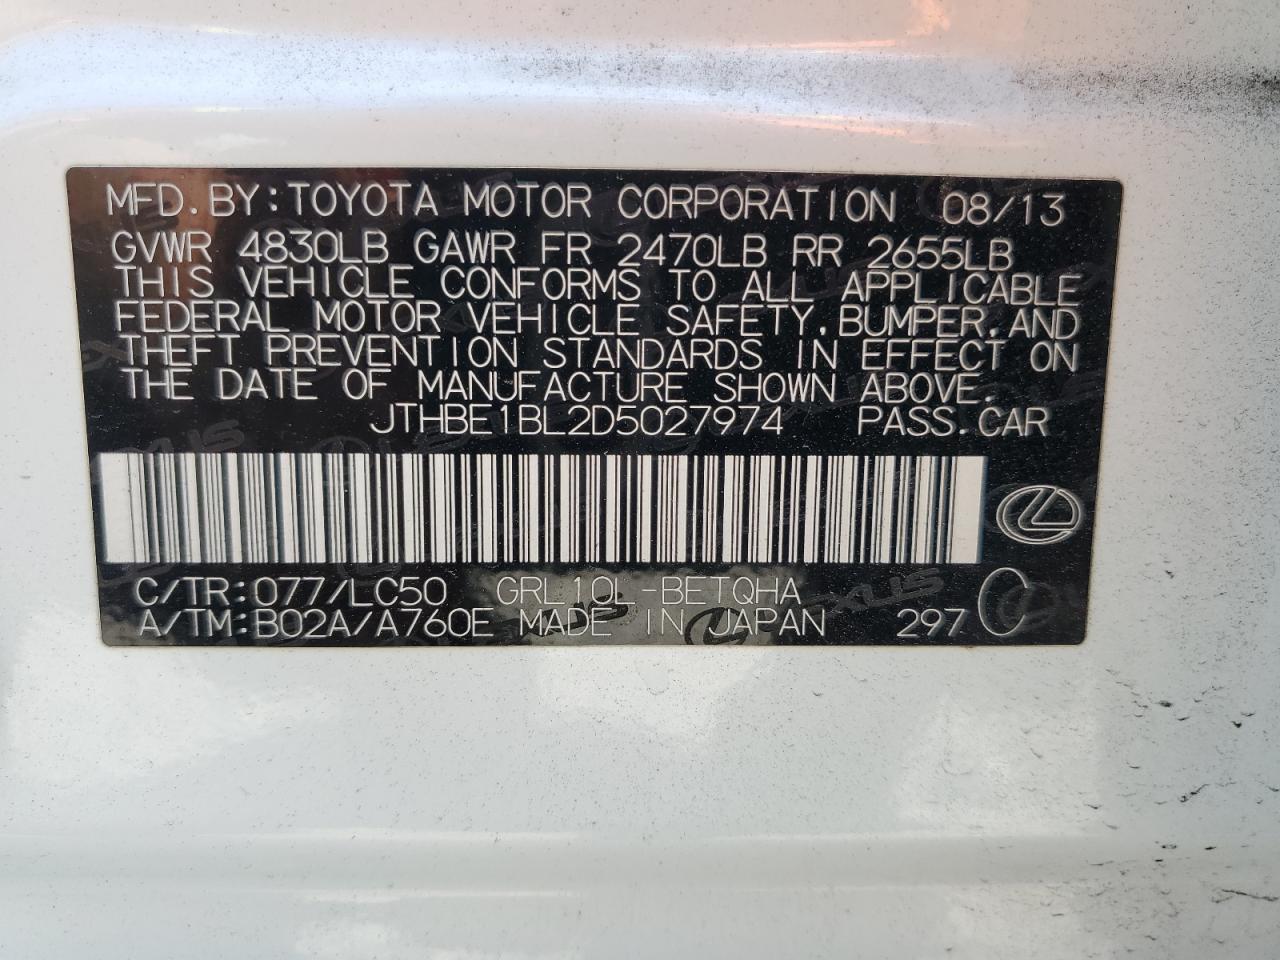 MFD. BY: TOYOTA MOTOR CORPORATION 08/13
GVWR 4830LB GAWR FR 2470LB RR 2655LB
THIS VEHICLE CONFORMS TO ALL APPLICABLE
FEDERAL MOTOR VEHICLE SAFETY, BUMPER, AND
THEFT PREVENTION STANDARDS IN EFFECT ON
THE DATE OF MANUFACTURE SHOWN ABOVE.
JTHBE1BL2D5027974 PASS. CAR
C/TR: 077/LC50 GRL10L-BETQHA
A/TM: B02A/A760E MADE IN JAPAN 297